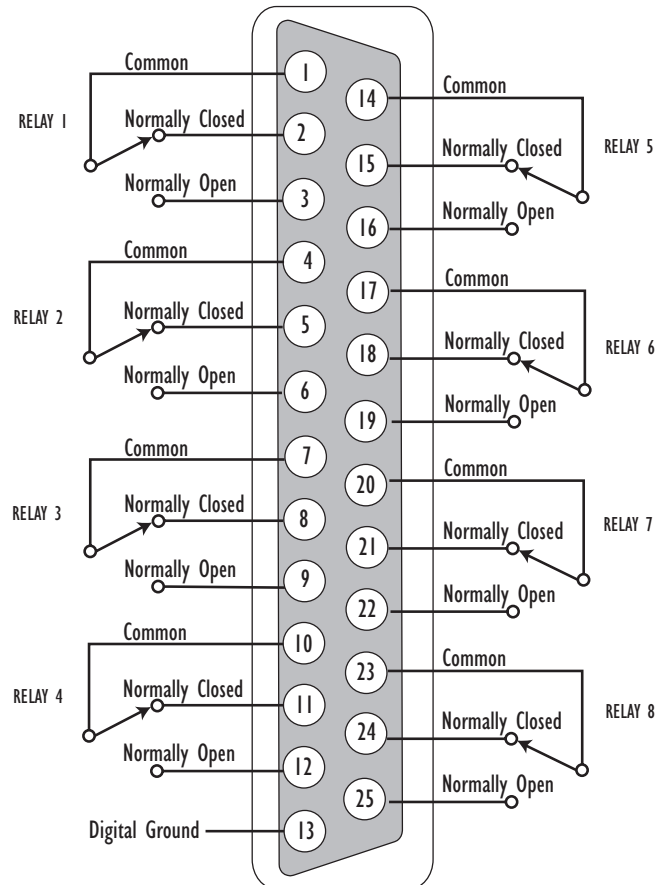 Common
1
RELAY 1
Normally Closed
2
Normally Open
3
Common
4
RELAY 2
Normally Closed
5
Normally Open
6
Common
7
RELAY 3
Normally Closed
8
Normally Open
9
Common
10
RELAY 4
Normally Closed
11
Normally Open
12
Digital Ground
13
14
Common
15
Normally Closed
RELAY 5
16
Normally Open
17
Common
18
Normally Closed
RELAY 6
19
Normally Open
20
Common
21
Normally Closed
RELAY 7
22
Normally Open
23
Common
24
Normally Closed
RELAY 8
25
Normally Open